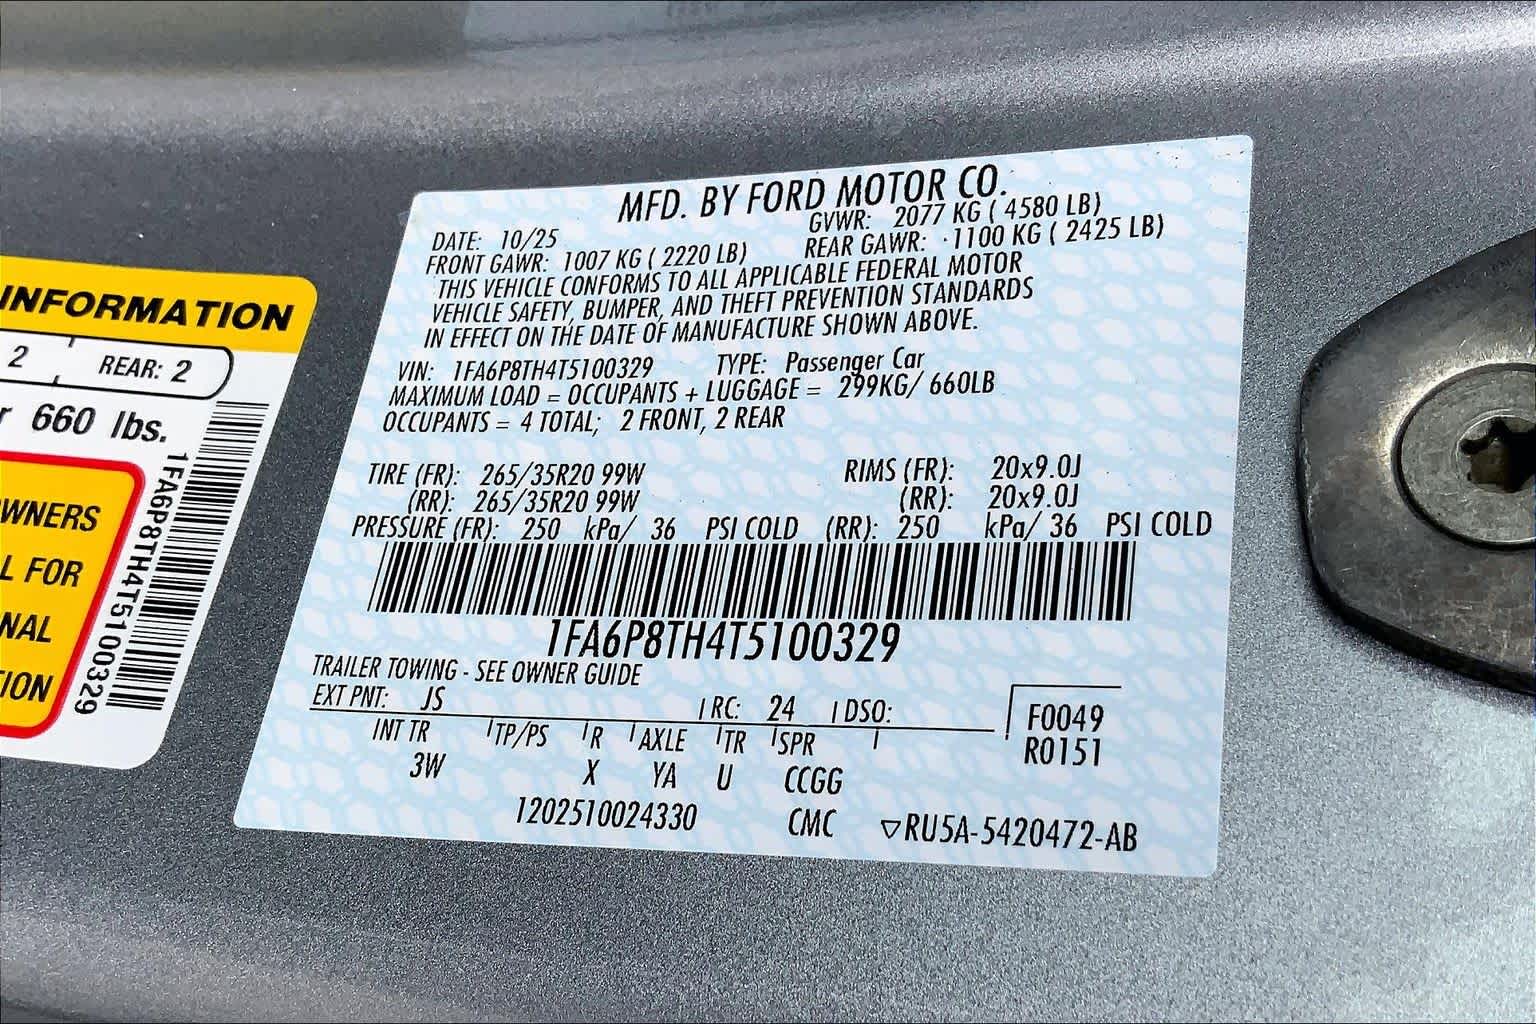 INFORMATION
2 REAR: 2
r 660 lbs.
WNERS
L FOR
NAL
ION
1FA6P8TH4T5100329
MFD. BY FORD MOTOR CO.
DATE: 10/25 GVWR: 2077 KG ( 4580 LB)
FRONT GAWR: 1007 KG ( 2220 LB) REAR GAWR: 1100 KG ( 2425 LB)
THIS VEHICLE CONFORMS TO ALL APPLICABLE FEDERAL MOTOR
VEHICLE SAFETY, BUMPER, AND THEFT PREVENTION STANDARDS
IN EFFECT ON THE DATE OF MANUFACTURE SHOWN ABOVE.
VIN: 1FA6P8TH4T5100329 TYPE: Passenger Car
MAXIMUM LOAD = OCCUPANTS + LUGGAGE = 299KG/ 660LB
OCCUPANTS = 4 TOTAL; 2 FRONT, 2 REAR
TIRE (FR): 265/35R20 99W RIMS (FR): 20x9.0J
(RR): 265/35R20 99W (RR): 20x9.0J
PRESSURE (FR): 250 kPa/ 36 PSI COLD (RR): 250 kPa/ 36 PSI COLD
1FA6P8TH4T5100329
TRAILER TOWING - SEE OWNER GUIDE
EXT PNT: JS RC: 24 DSO: F0049
INT TR TP/PS R AXLE TR SPR R0151
3W X YA U CCGG
1202510024330 CMC ▽RU5A-5420472-AB